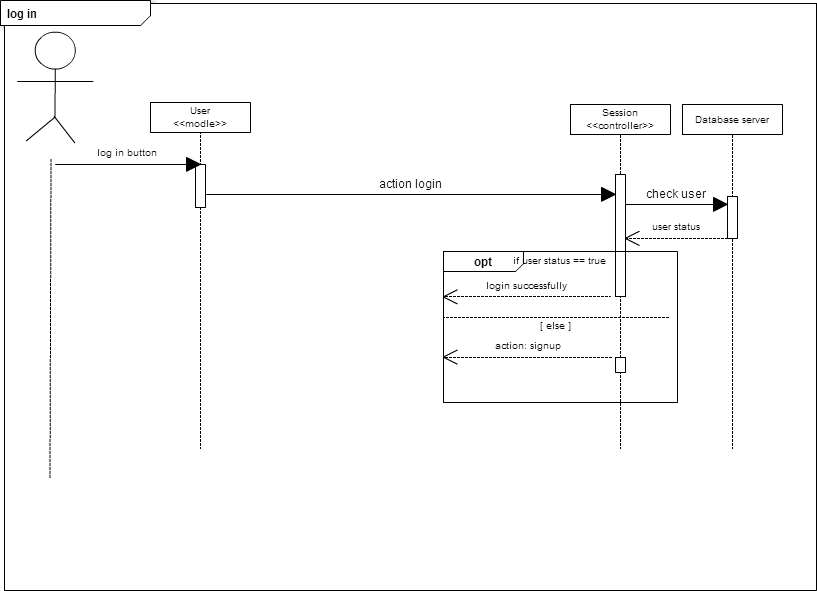 log in
User
<<modle>>
Session
<<controller>>
Database server
log in button
action login
check user
user status
opt
if user status == true
login successfully
[ else ]
action: signup